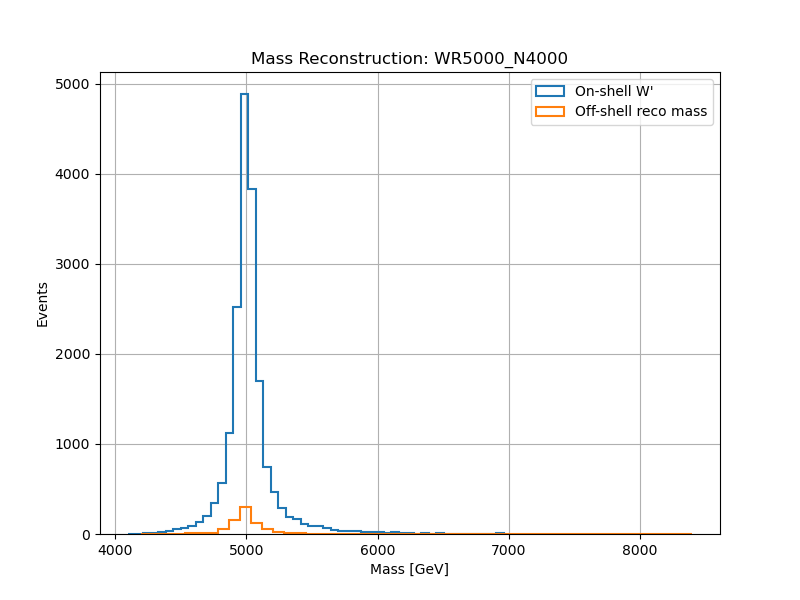 Mass Reconstruction: WR5000_N4000
On-shell W'
Off-shell reco mass
5000
4000
3000
2000
1000
0
Events
4000 5000 6000 7000 8000
Mass [GeV]